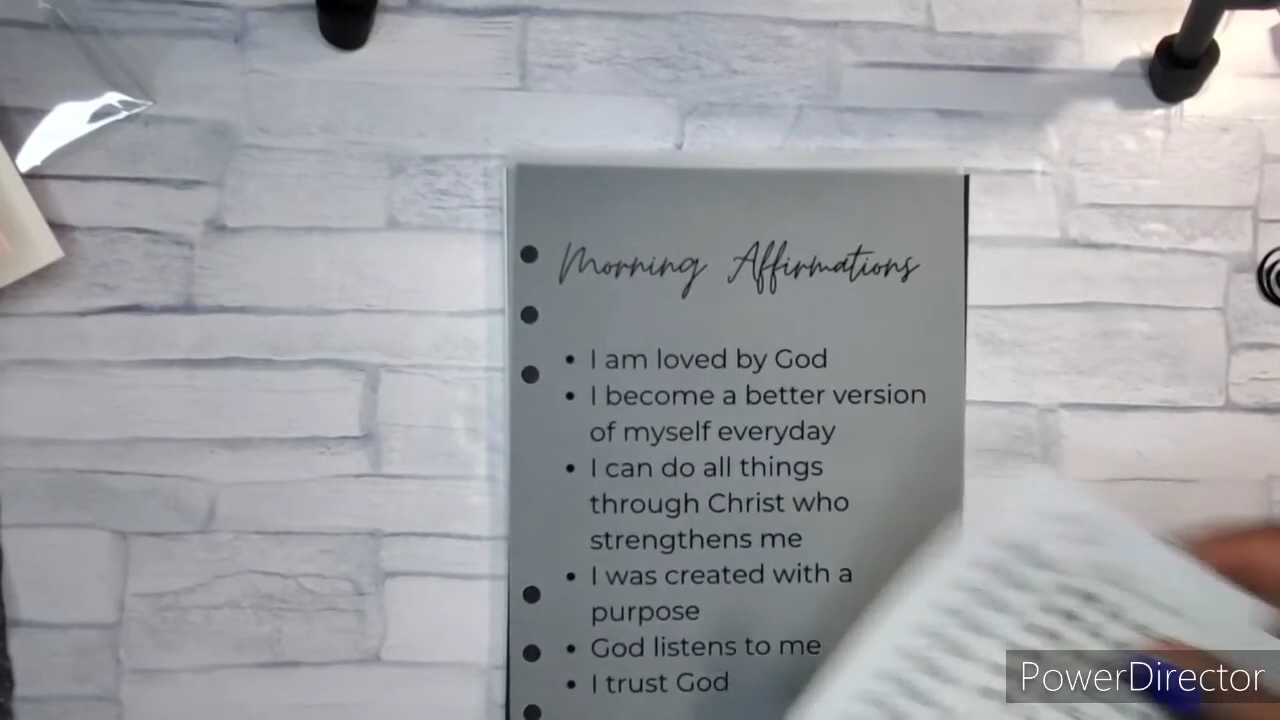 Morning Affirmations
• I am loved by God
• I become a better version
of myself everyday
• I can do all things
through Christ who
strengthens me
• I was created with a
purpose
• God listens to me
• I trust God
PowerDirector